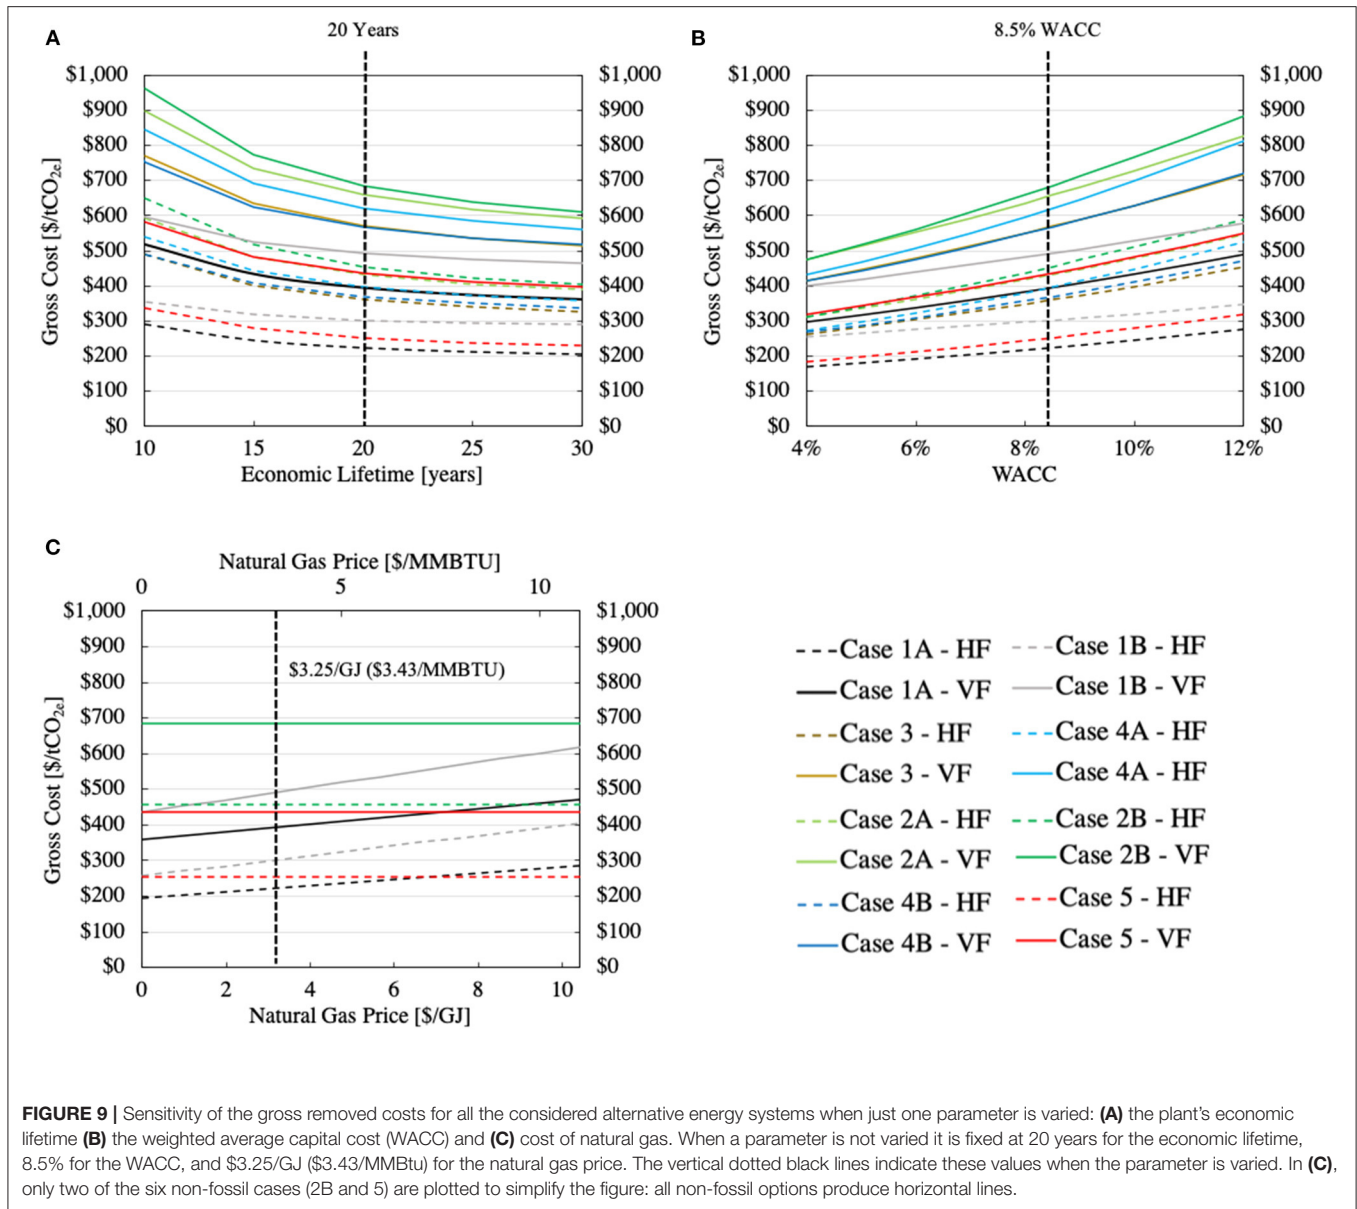 A
20 Years
$1,000
$900
$800
$700
$600
$500
$400
$300
$200
$100
$0
Gross Cost [$/tCO2e]
$1,000
$900
$800
$700
$600
$500
$400
$300
$200
$100
$0
10 15 20 25 30
Economic Lifetime [years]
B
8.5% WACC
$1,000
$900
$800
$700
$600
$500
$400
$300
$200
$100
$0
Gross Cost [$/tCO2e]
$1,000
$900
$800
$700
$600
$500
$400
$300
$200
$100
$0
4% 6% 8% 10% 12%
WACC
C
Natural Gas Price [$/MMBTU]
0 5 10
$1,000
$900
$800
$700
$600
$500
$400
$300
$200
$100
$0
Gross Cost [$/tCO2e]
$3.25/GJ ($3.43/MMBTU)
$1,000
$900
$800
$700
$600
$500
$400
$300
$200
$100
$0
0 2 4 6 8 10
Natural Gas Price [$/GJ]
Case 1A - HF Case 1B - HF
Case 1A - VF Case 1B - VF
Case 3 - HF Case 4A - HF
Case 3 - VF Case 4A - HF
Case 2A - HF Case 2B - HF
Case 2A - VF Case 2B - VF
Case 4B - HF Case 5 - HF
Case 4B - VF Case 5 - VF
FIGURE 9 | Sensitivity of the gross removed costs for all the considered alternative energy systems when just one parameter is varied: (A) the plant's economic
lifetime (B) the weighted average capital cost (WACC) and (C) cost of natural gas. When a parameter is not varied it is fixed at 20 years for the economic lifetime,
8.5% for the WACC, and $3.25/GJ ($3.43/MMBtu) for the natural gas price. The vertical dotted black lines indicate these values when the parameter is varied. In (C),
only two of the six non-fossil cases (2B and 5) are plotted to simplify the figure: all non-fossil options produce horizontal lines.